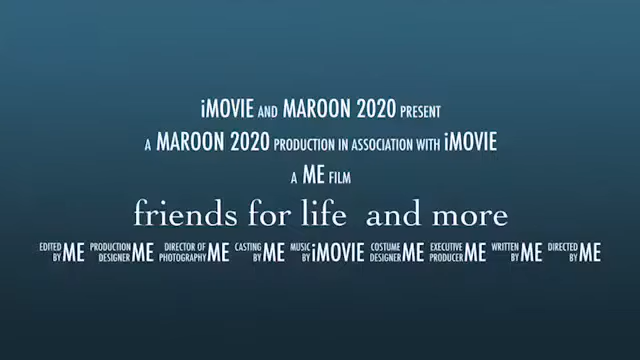 iMOVIE AND MAROON 2020 PRESENT
A MAROON 2020 PRODUCTION IN ASSOCIATION WITH iMOVIE
A ME FILM
friends for life and more
EDITED BY ME PRODUCTION DESIGNER ME DIRECTOR OF PHOTOGRAPHY ME CASTING BY ME MUSIC BY iMOVIE COSTUME DESIGNER ME EXECUTIVE PRODUCER ME WRITTEN BY ME DIRECTED BY ME